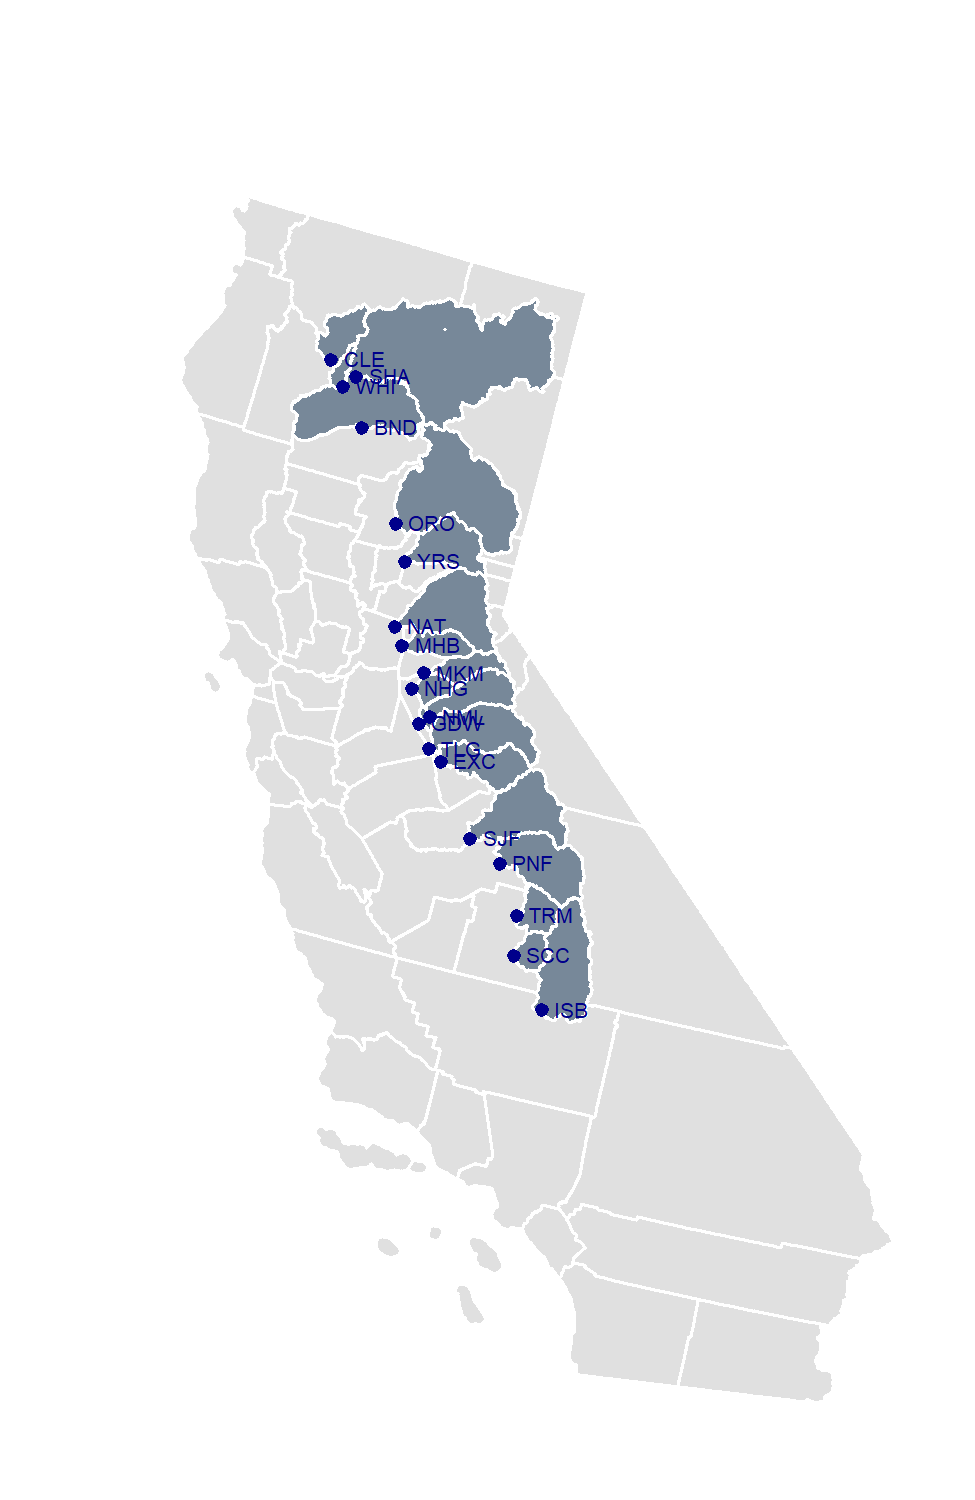 CLE
SHA
WHI
BND
ORO
YRS
NAT
MHB
MKM
NHG
NML
GDW
TLG
EXC
SJF
PNF
TRM
SCC
ISB